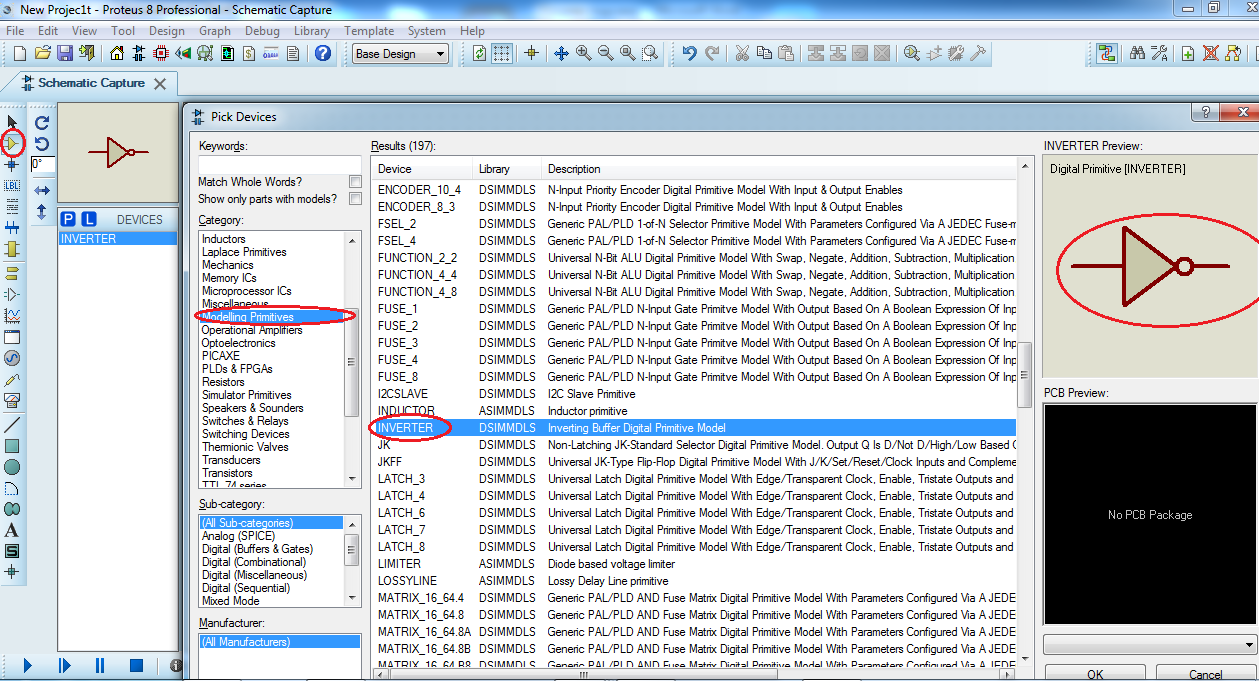 New Projec1t - Proteus 8 Professional - Schematic Capture
File Edit View Tool Design Graph Debug Library Template System Help
Base Design
Schematic Capture
0°
LBL
A
S
P L DEVICES
INVERTER
Pick Devices
Keywords:
Match Whole Words?
Show only parts with models?
Category:
Inductors
Laplace Primitives
Mechanics
Memory ICs
Microprocessor ICs
Miscellaneous
Modelling Primitives
Operational Amplifiers
Optoelectronics
PICAXE
PLDs & FPGAs
Resistors
Simulator Primitives
Speakers & Sounders
Switches & Relays
Switching Devices
Thermionic Valves
Transducers
Transistors
TTL 74 series
Sub-category:
(All Sub-categories)
Analog (SPICE)
Digital (Buffers & Gates)
Digital (Combinational)
Digital (Miscellaneous)
Digital (Sequential)
Mixed Mode
Manufacturer:
(All Manufacturers)
Results (197):
Device Library Description
ENCODER_10_4 DSIMMDLS N-Input Priority Encoder Digital Primitive Model With Input & Output Enables
ENCODER_8_3 DSIMMDLS N-Input Priority Encoder Digital Primitive Model With Input & Output Enables
FSEL_2 DSIMMDLS Generic PAL/PLD 1-of-N Selector Primitive Model With Parameters Configured Via A JEDEC Fuse-m
FSEL_4 DSIMMDLS Generic PAL/PLD 1-of-N Selector Primitive Model With Parameters Configured Via A JEDEC Fuse-m
FUNCTION_2_2 DSIMMDLS Universal N-Bit ALU Digital Primitive Model With Swap, Negate, Addition, Subtraction, Multiplication
FUNCTION_4_4 DSIMMDLS Universal N-Bit ALU Digital Primitive Model With Swap, Negate, Addition, Subtraction, Multiplication
FUNCTION_4_8 DSIMMDLS Universal N-Bit ALU Digital Primitive Model With Swap, Negate, Addition, Subtraction, Multiplication
FUSE_1 DSIMMDLS Generic PAL/PLD N-Input Gate Primitve Model With Output Based On A Boolean Expression Of Inp
FUSE_2 DSIMMDLS Generic PAL/PLD N-Input Gate Primitve Model With Output Based On A Boolean Expression Of Inp
FUSE_3 DSIMMDLS Generic PAL/PLD N-Input Gate Primitve Model With Output Based On A Boolean Expression Of Inp
FUSE_4 DSIMMDLS Generic PAL/PLD N-Input Gate Primitve Model With Output Based On A Boolean Expression Of Inp
FUSE_8 DSIMMDLS Generic PAL/PLD N-Input Gate Primitve Model With Output Based On A Boolean Expression Of Inp
I2CSLAVE DSIMMDLS I2C Slave Primitive
INDUCTOR ASIMMDLS Inductor primitive
INVERTER DSIMMDLS Inverting Buffer Digital Primitive Model
JK DSIMMDLS Non-Latching JK-Standard Selector Digital Primitive Model. Output Q Is D/Not D/High/Low Based O
JKFF DSIMMDLS Universal JK-Type Flip-Flop Digital Primitive Model With J/K/Set/Reset/Clock Inputs and Compleme
LATCH_3 DSIMMDLS Universal Latch Digital Primitive Model With Edge/Transparent Clock, Enable, Tristate Outputs and
LATCH_4 DSIMMDLS Universal Latch Digital Primitive Model With Edge/Transparent Clock, Enable, Tristate Outputs and
LATCH_6 DSIMMDLS Universal Latch Digital Primitive Model With Edge/Transparent Clock, Enable, Tristate Outputs and
LATCH_7 DSIMMDLS Universal Latch Digital Primitive Model With Edge/Transparent Clock, Enable, Tristate Outputs and
LATCH_8 DSIMMDLS Universal Latch Digital Primitive Model With Edge/Transparent Clock, Enable, Tristate Outputs and
LIMITER ASIMMDLS Diode based voltage limiter
LOSSYLINE ASIMMDLS Lossy Delay Line primitive
MATRIX_16_64.4 DSIMMDLS Generic PAL/PLD AND Fuse Matrix Digital Primitive Model With Parameters Configured Via A JEDE
MATRIX_16_64.8 DSIMMDLS Generic PAL/PLD AND Fuse Matrix Digital Primitive Model With Parameters Configured Via A JEDE
MATRIX_16_64.8A DSIMMDLS Generic PAL/PLD AND Fuse Matrix Digital Primitive Model With Parameters Configured Via A JEDE
MATRIX_16_64.8B DSIMMDLS Generic PAL/PLD AND Fuse Matrix Digital Primitive Model With Parameters Configured Via A JEDE
MATRIX_16_64.B8 DSIMMDLS Generic PAL/PLD AND Fuse Matrix Digital Primitive Model With Parameters Configured Via A JEDE
INVERTER Preview:
Digital Primitive [INVERTER]
PCB Preview:
No PCB Package
OK Cancel